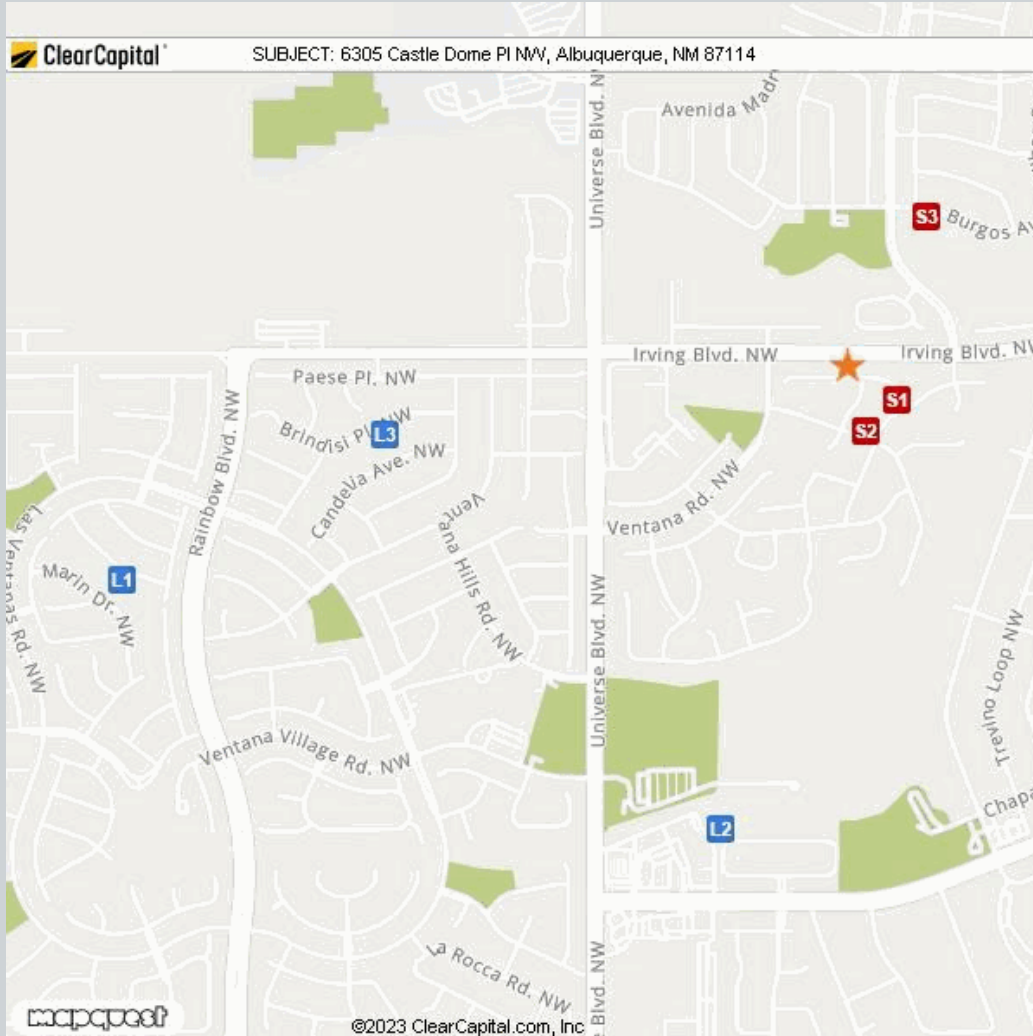 ClearCapital
SUBJECT: 6305 Castle Dome Pl NW, Albuquerque, NM 87114
Universe Blvd. NW
Avenida Madr
S3
Burgos Av
Irving Blvd. NW
Irving Blvd. NW
Paese Pl. NW
S1
Brindisi Pl. NW
L3
S2
Rainbow Blvd. NW
Candelia Ave. NW
Ventana Rd. NW
Ventana Hills Rd. NW
Las Ventanas Rd. NW
L1
Marin Dr. NW
Universe Blvd. NW
Trevino Loop NW
Ventana Village Rd. NW
Chapa
L2
La Rocca Rd. NW
Blvd. NW
mapquest
©2023 ClearCapital.com, Inc